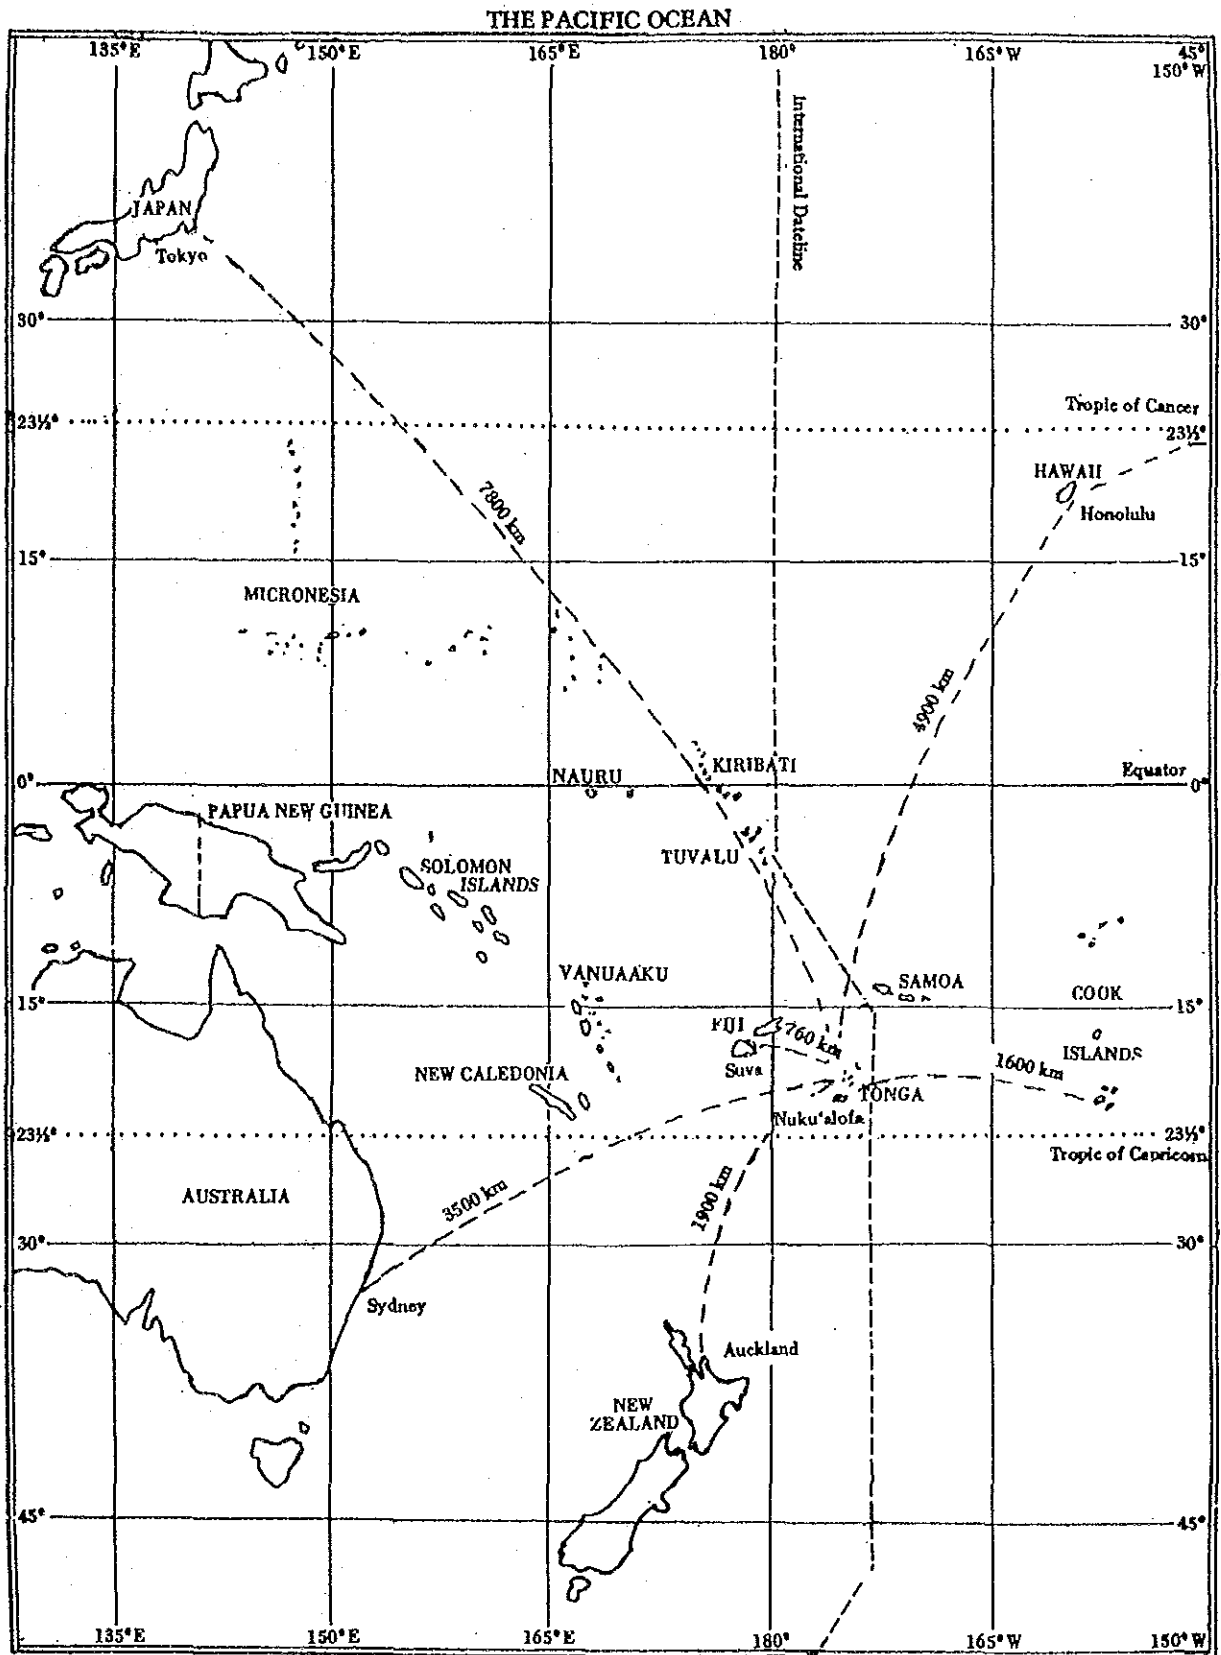 THE PACIFIC OCEAN
135°E 150°E 165°E 180° 165°W 45°
150°W
International Dateline
JAPAN
Tokyo
30° 30°
Tropic of Cancer
23½° 23½°
HAWAII
Honolulu
7800 km
15° 15°
MICRONESIA
4900 km
KIRIBATI
NAURU
Equator
0° 0°
PAPUA NEW GUINEA
TUVALU
SOLOMON
ISLANDS
VANUAAKU
SAMOA
COOK
15° 15°
FIJI
760 km
ISLANDS
Suva
1600 km
NEW CALEDONIA
TONGA
Nuku'alofa
23½° 23½°
Tropic of Capricorn
AUSTRALIA
3500 km
1900 km
30° 30°
Sydney
Auckland
NEW
ZEALAND
45° 45°
135°E 150°E 165°E 180° 165°W 150°W